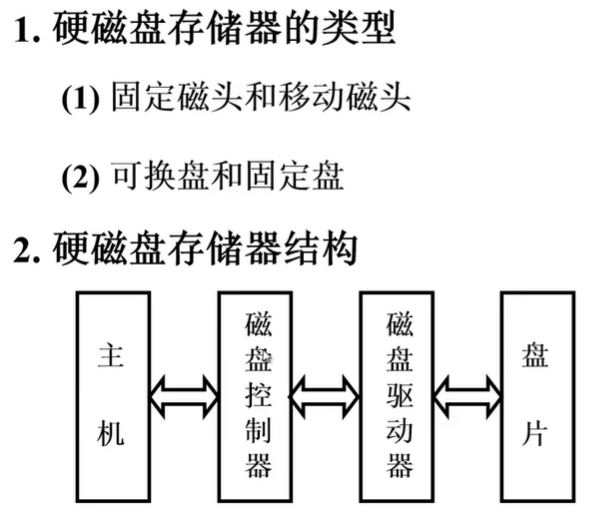 1. 硬磁盘存储器的类型
(1) 固定磁头和移动磁头
(2) 可换盘和固定盘
2. 硬磁盘存储器结构
主机
磁盘控制器
磁盘驱动器
盘片